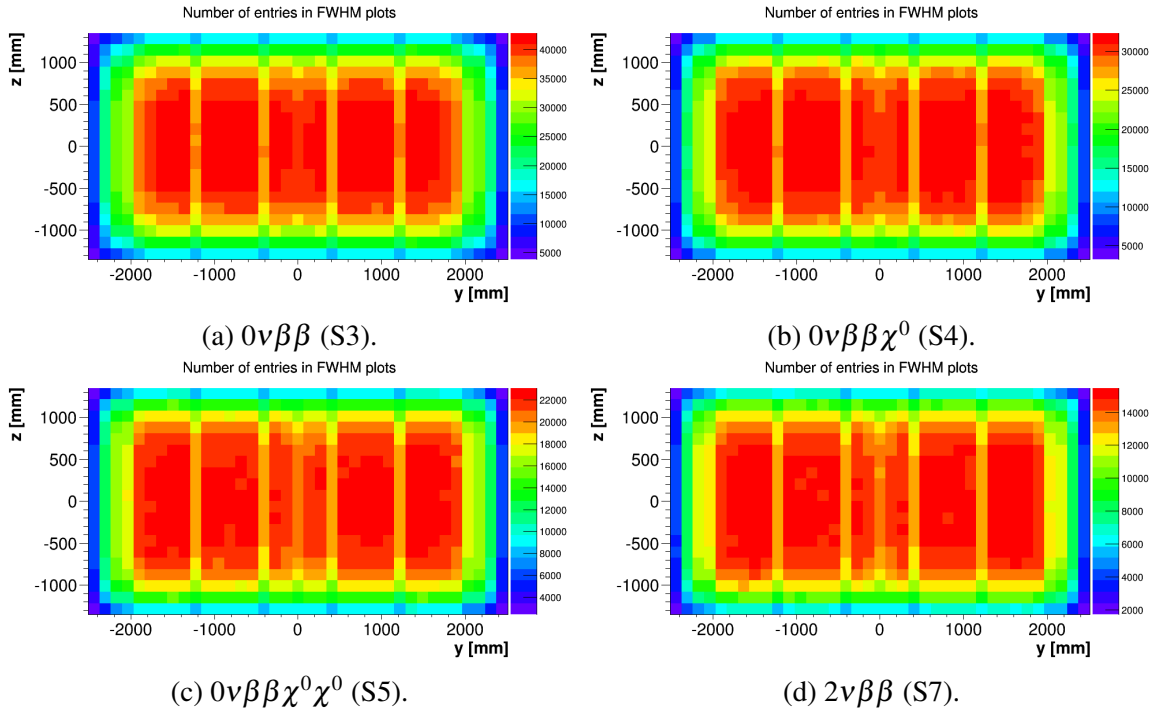 Number of entries in FWHM plots
z [mm]
1000
500
0
-500
-1000
-2000 -1000 0 1000 2000
y [mm]
40000
35000
30000
25000
20000
15000
10000
5000
(a) 0νββ (S3).
Number of entries in FWHM plots
z [mm]
1000
500
0
-500
-1000
-2000 -1000 0 1000 2000
y [mm]
30000
25000
20000
15000
10000
5000
(b) 0νββχ⁰ (S4).
Number of entries in FWHM plots
z [mm]
1000
500
0
-500
-1000
-2000 -1000 0 1000 2000
y [mm]
22000
20000
18000
16000
14000
12000
10000
8000
6000
4000
(c) 0νββχ⁰χ⁰ (S5).
Number of entries in FWHM plots
z [mm]
1000
500
0
-500
-1000
-2000 -1000 0 1000 2000
y [mm]
14000
12000
10000
8000
6000
4000
2000
(d) 2νββ (S7).